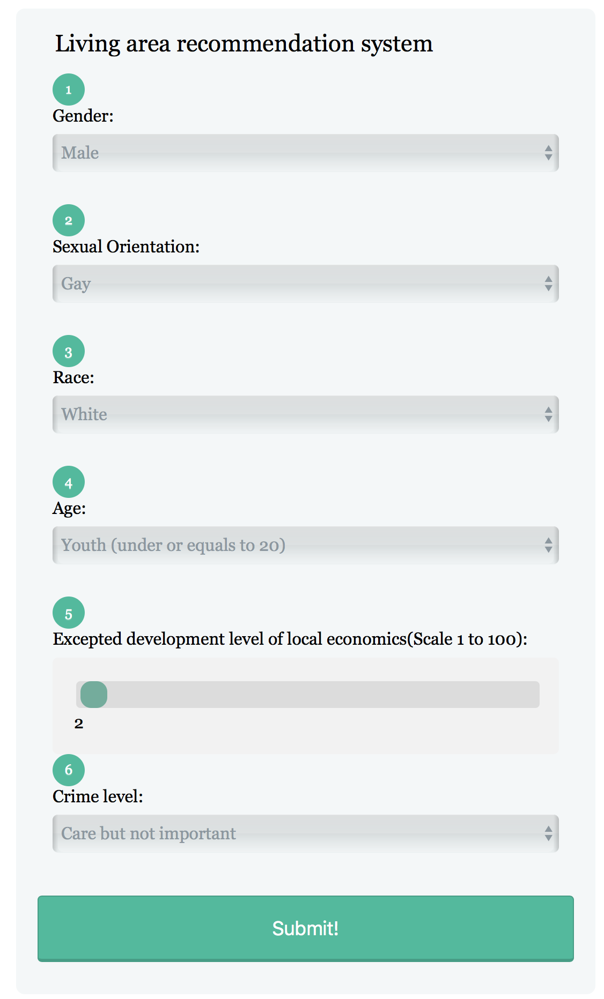 Living area recommendation system
1
Gender:
Male
2
Sexual Orientation:
Gay
3
Race:
White
4
Age:
Youth (under or equals to 20)
5
Excepted development level of local economics(Scale 1 to 100):
2
6
Crime level:
Care but not important
Submit!